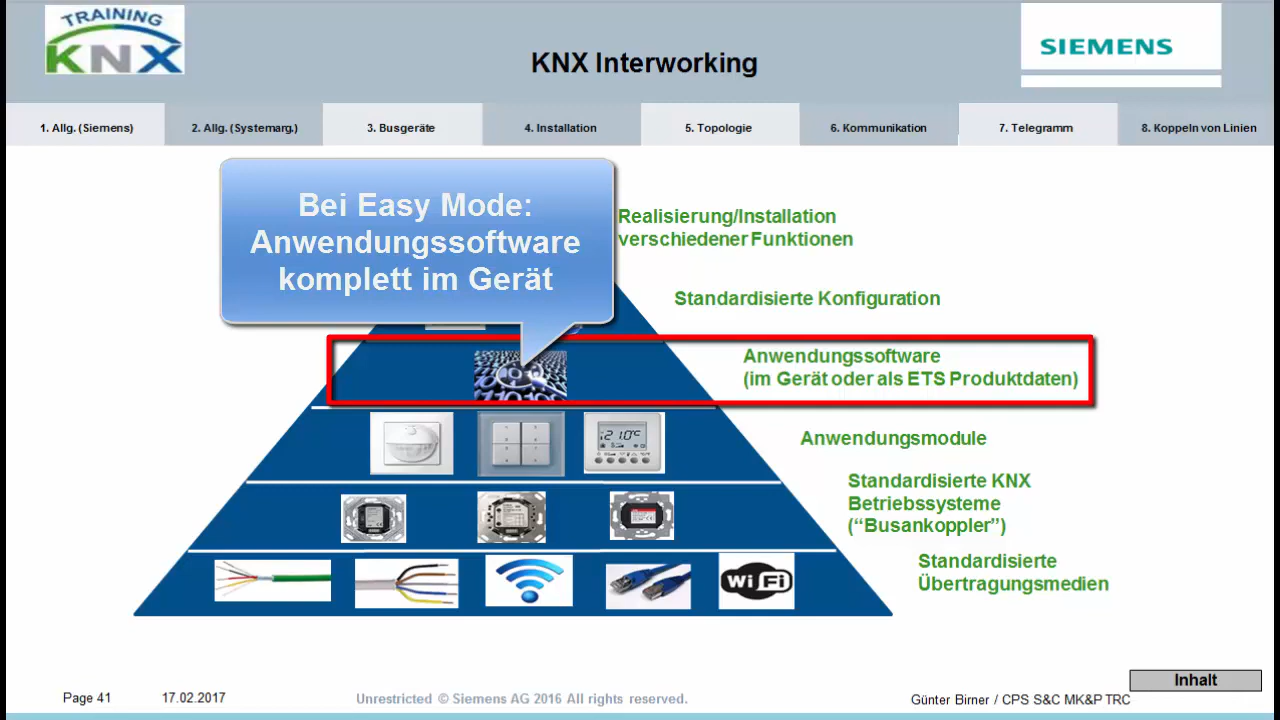 TRAINING
KNX
KNX Interworking
SIEMENS
1. Allg. (Siemens)
2. Allg. (Systemarg.)
3. Busgeräte
4. Installation
5. Topologie
6. Kommunikation
7. Telegramm
8. Koppeln von Linien
Bei Easy Mode:
Anwendungssoftware
komplett im Gerät
Realisierung/Installation
verschiedener Funktionen
Standardisierte Konfiguration
Anwendungssoftware
(im Gerät oder als ETS Produktdaten)
Anwendungsmodule
Standardisierte KNX
Betriebssysteme
(“Busankoppler”)
Standardisierte
Übertragungsmedien
WiFi
Page 41
17.02.2017
Unrestricted © Siemens AG 2016 All rights reserved.
Günter Birner / CPS S&C MK&P TRC
Inhalt